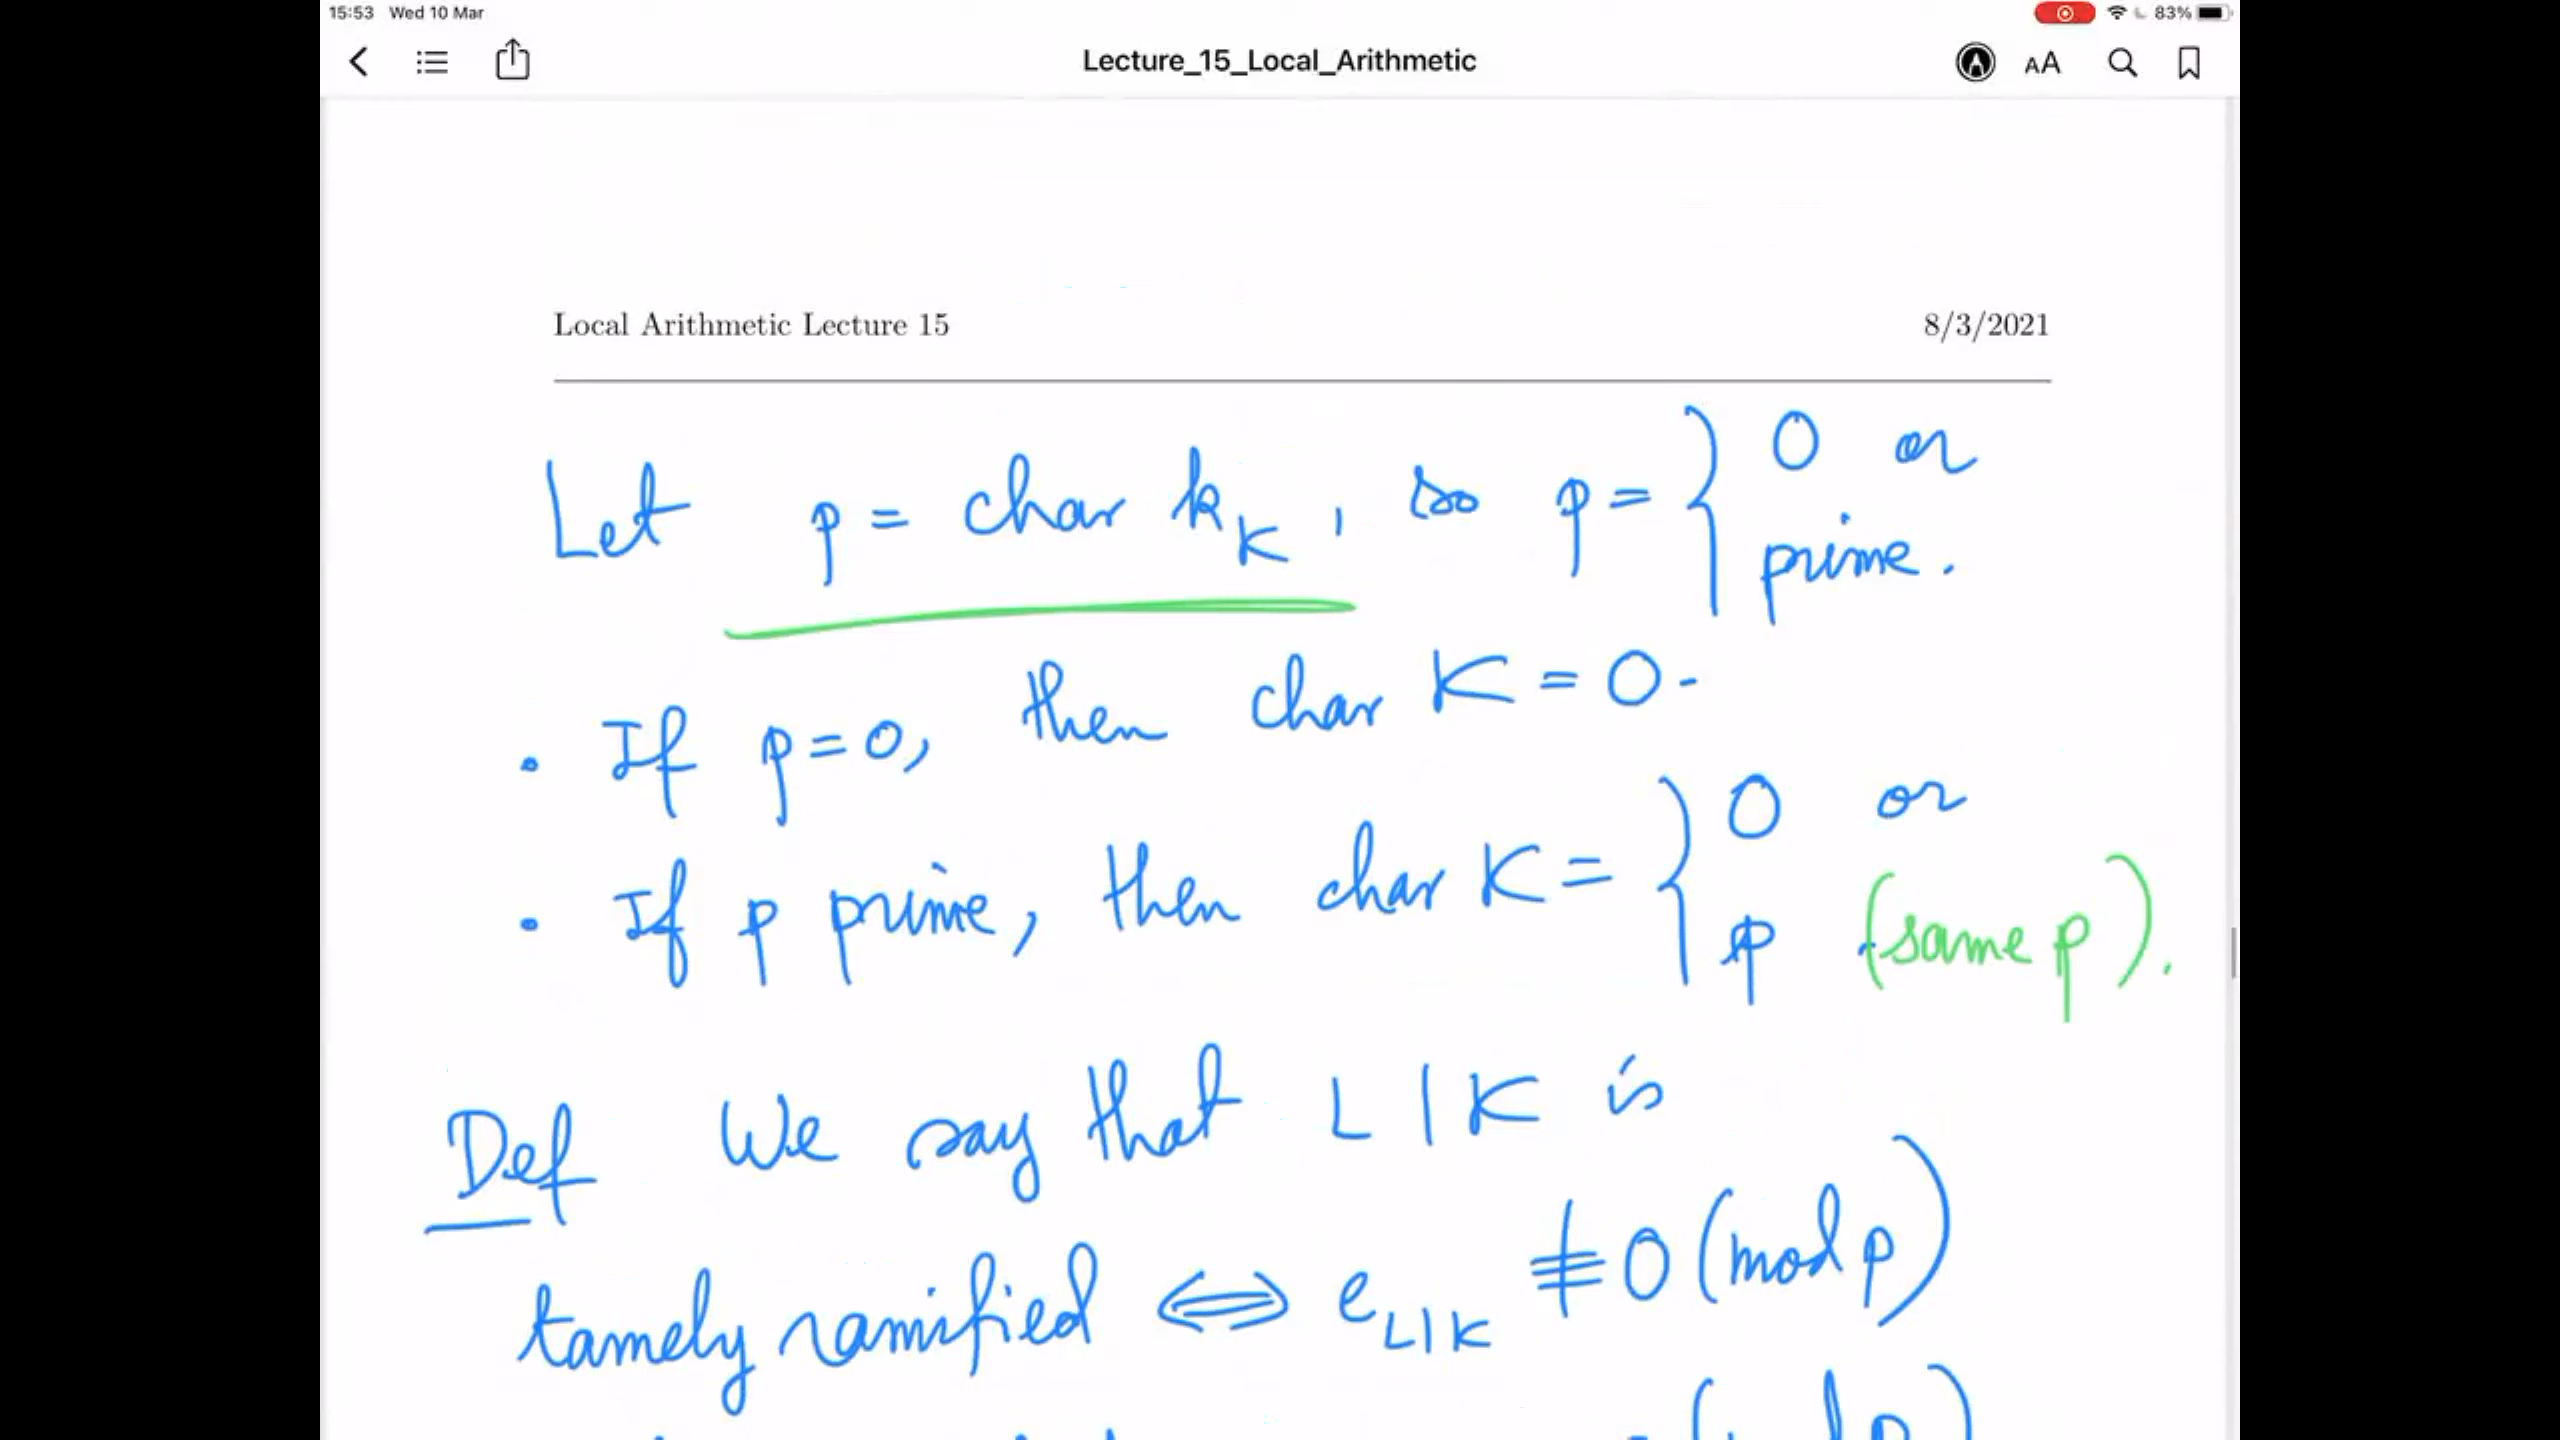 15:53 Wed 10 Mar
83%
Lecture_15_Local_Arithmetic
AA
Local Arithmetic Lecture 15 8/3/2021
Let p = char k_K, so p = { 0 or
prime.
• If p=0, then char K = 0.
• If p prime, then char K = { 0 or
p (same p).
Def We say that L|K is
tamely ramified ⇔ e_{L|K} ≢ 0 (mod p)